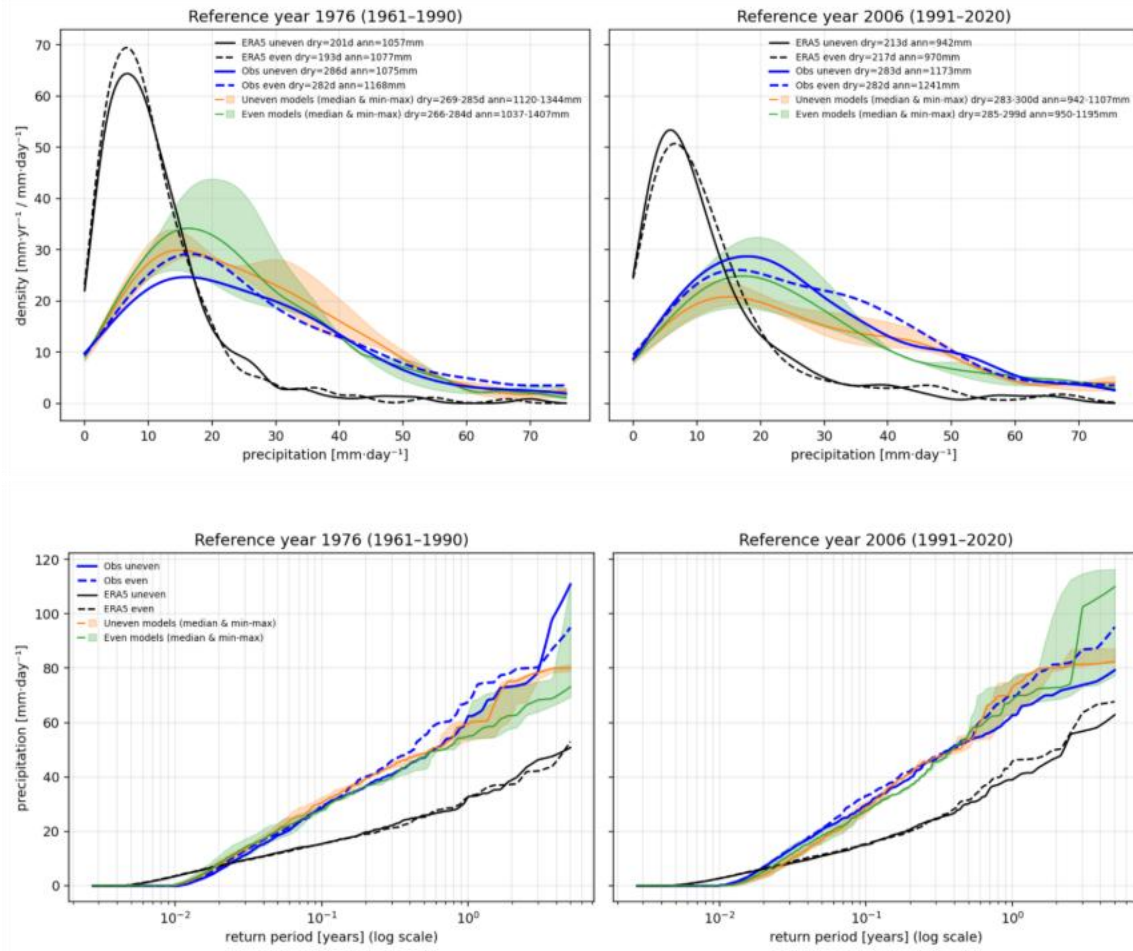 Reference year 1976 (1961–1990)
Reference year 2006 (1991–2020)
ERA5 uneven dry=201d ann=1057mm
ERA5 even dry=193d ann=1077mm
Obs uneven dry=286d ann=1075mm
Obs even dry=282d ann=1168mm
Uneven models (median & min-max) dry=269-285d ann=1120-1344mm
Even models (median & min-max) dry=266-284d ann=1037-1407mm
ERA5 uneven dry=213d ann=942mm
ERA5 even dry=217d ann=970mm
Obs uneven dry=283d ann=1173mm
Obs even dry=282d ann=1241mm
Uneven models (median & min-max) dry=283-300d ann=942-1107mm
Even models (median & min-max) dry=285-299d ann=950-1195mm
density [mm·yr⁻¹ / mm·day⁻¹]
70
60
50
40
30
20
10
0
0 10 20 30 40 50 60 70
0 10 20 30 40 50 60 70
precipitation [mm·day⁻¹]
precipitation [mm·day⁻¹]
Reference year 1976 (1961–1990)
Reference year 2006 (1991–2020)
Obs uneven
Obs even
ERA5 uneven
ERA5 even
Uneven models (median & min-max)
Even models (median & min-max)
precipitation [mm·day⁻¹]
120
100
80
60
40
20
0
10⁻² 10⁻¹ 10⁰
10⁻² 10⁻¹ 10⁰
return period [years] (log scale)
return period [years] (log scale)